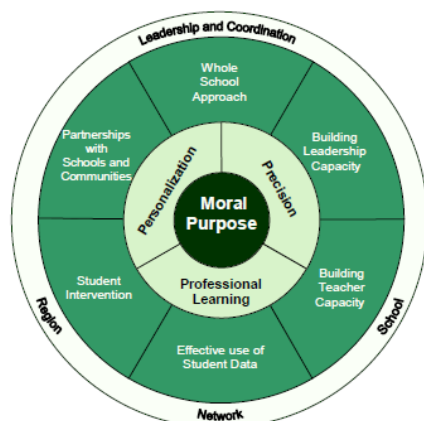 Leadership and Coordination
Whole
School
Approach
Partnerships
with
Schools and
Communities
Building
Leadership
Capacity
Personalization
Precision
Moral
Purpose
Professional
Learning
Student
Intervention
Building
Teacher
Capacity
Effective use of
Student Data
Region
School
Network